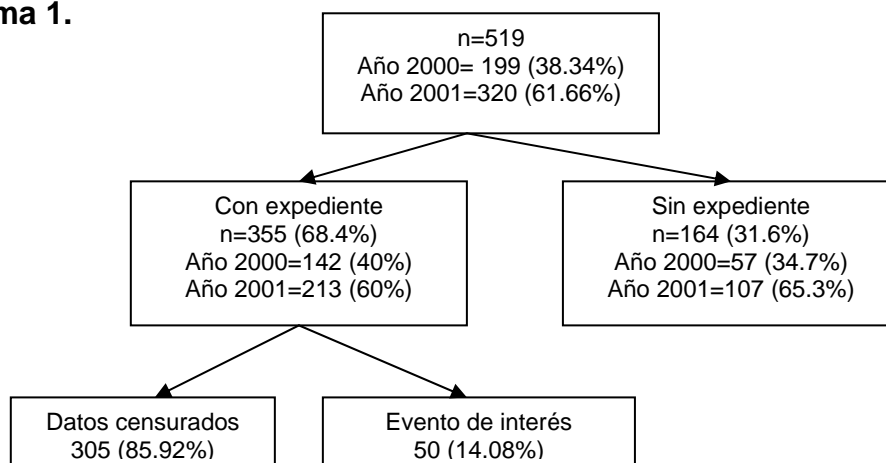 ma 1.
n=519
Año 2000= 199 (38.34%)
Año 2001=320 (61.66%)
Con expediente
n=355 (68.4%)
Año 2000=142 (40%)
Año 2001=213 (60%)
Sin expediente
n=164 (31.6%)
Año 2000=57 (34.7%)
Año 2001=107 (65.3%)
Datos censurados
305 (85.92%)
Evento de interés
50 (14.08%)